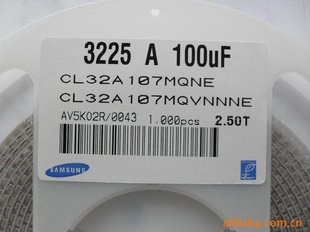 3225 A 100uF
CL32A107MQNE
CL32A107MQVNNNE
AV5K02R/0043 1,000pcs 2.50T
SAMSUNG